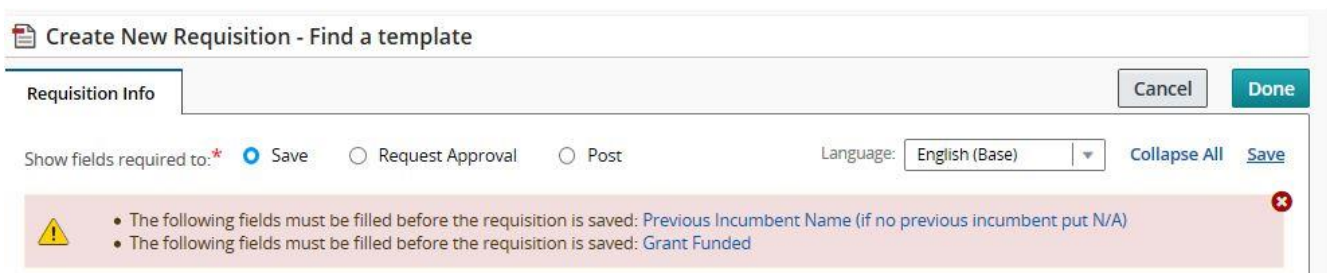 Create New Requisition - Find a template
Requisition Info
Cancel
Done
Show fields required to:* Save Request Approval Post Language: English (Base) Collapse All Save
• The following fields must be filled before the requisition is saved: Previous Incumbent Name (if no previous incumbent put N/A)
• The following fields must be filled before the requisition is saved: Grant Funded